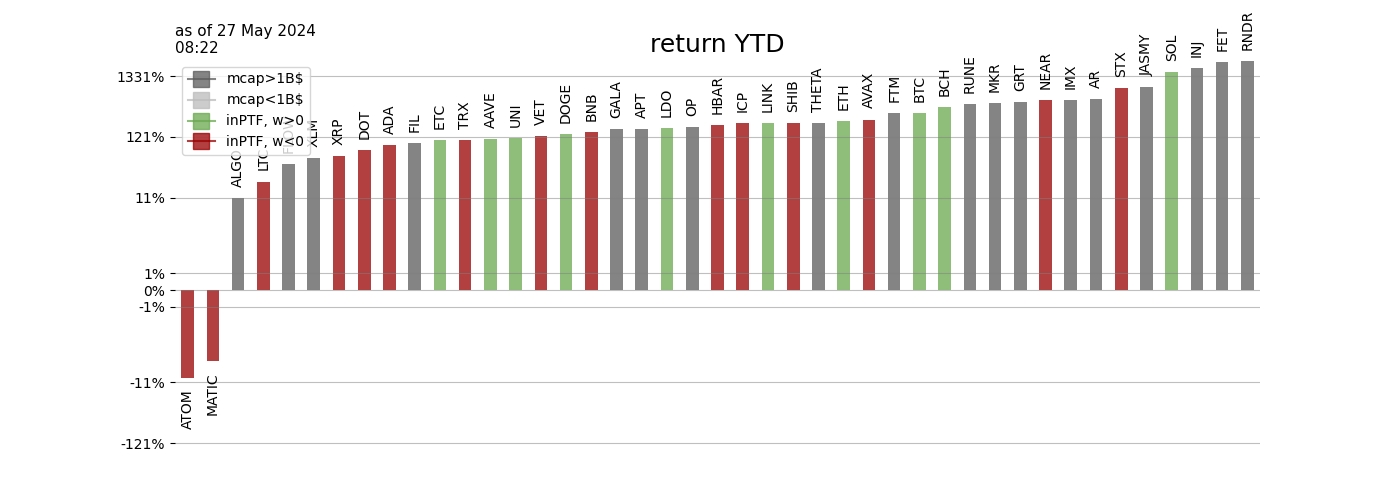 as of 27 May 2024
08:22
return YTD
1331%
121%
11%
1%
0%
-1%
-11%
-121%
mcap>1B$
mcap<1B$
inPTF, w>0
inPTF, w<0
ATOM
MATIC
ALGO
LTC
XLM
XRP
DOT
ADA
FIL
ETC
TRX
AAVE
UNI
VET
DOGE
BNB
GALA
APT
LDO
OP
HBAR
ICP
LINK
SHIB
THETA
ETH
AVAX
FTM
BTC
BCH
RUNE
MKR
GRT
NEAR
IMX
AR
STX
JASMY
SOL
INJ
FET
RNDR